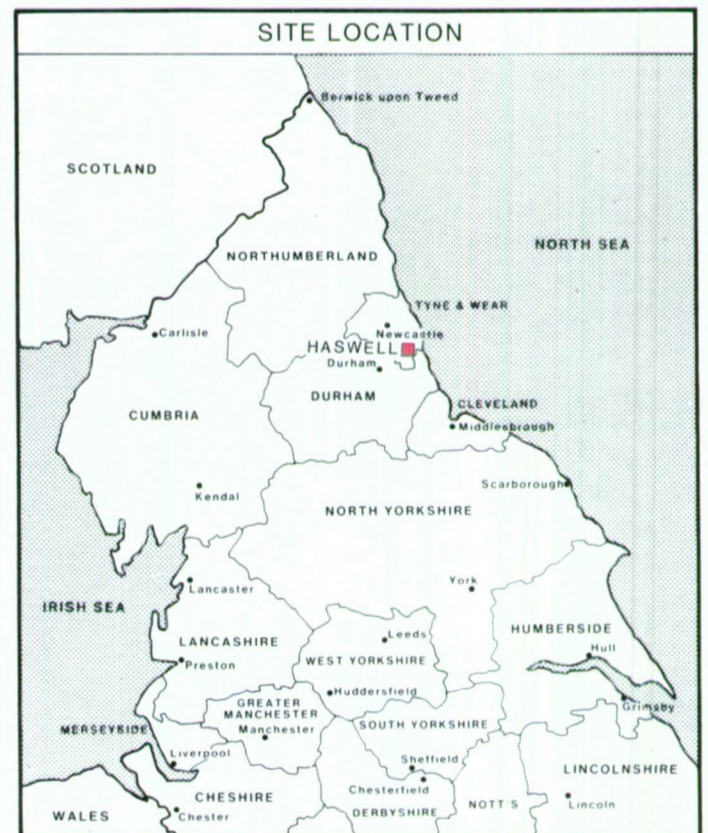 SITE LOCATION
Berwick upon Tweed
SCOTLAND
NORTH SEA
NORTHUMBERLAND
TYNE & WEAR
Newcastle
Carlisle
HASWELL
Durham
DURHAM
CLEVELAND
CUMBRIA
Middlesbrough
Scarborough
Kendal
NORTH YORKSHIRE
York
Lancaster
IRISH SEA
HUMBERSIDE
Leeds
LANCASHIRE
Hull
WEST YORKSHIRE
Preston
Huddersfield
GREATER
MANCHESTER
Grimsby
SOUTH YORKSHIRE
MERSEYSIDE
Manchester
Liverpool
Sheffield
LINCOLNSHIRE
Chesterfield
CHESHIRE
NOTT S
Lincoln
DERBYSHIRE
WALES
Chester